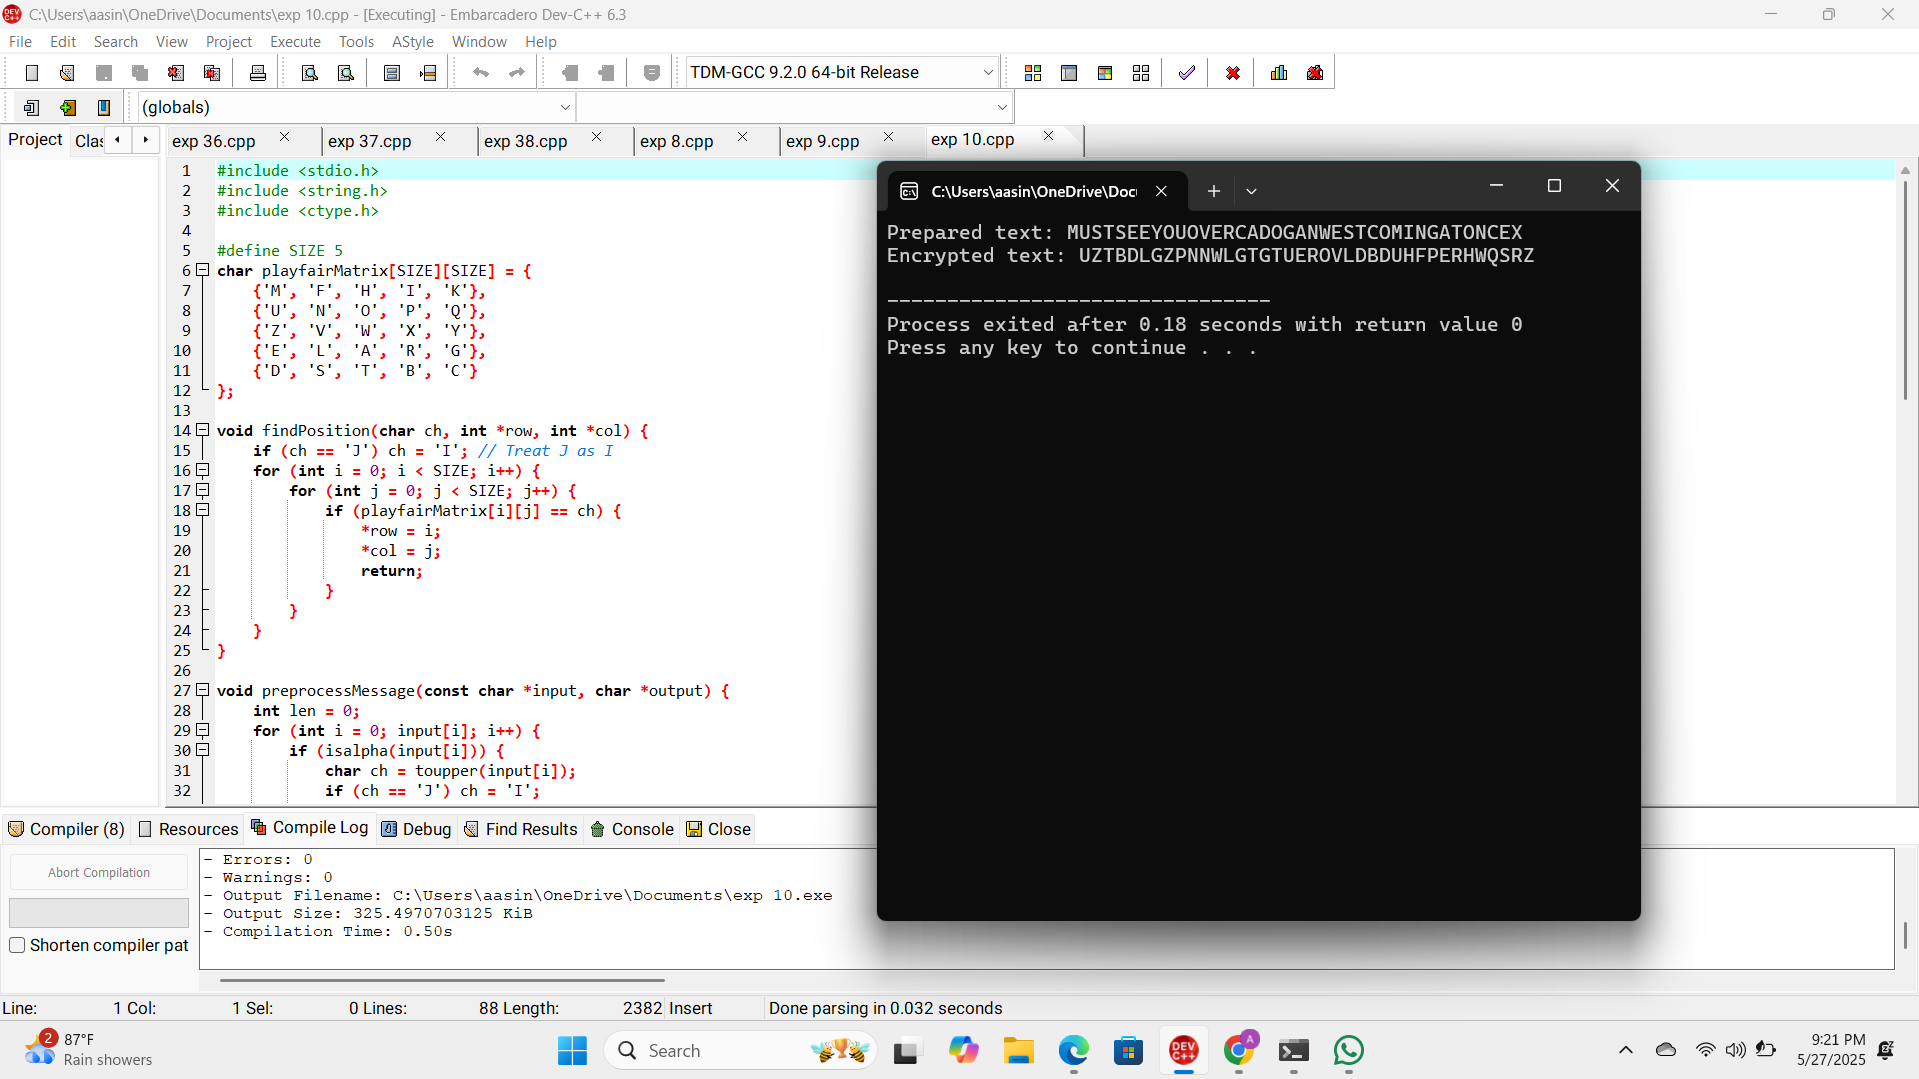 C:\Users\aasin\OneDrive\Documents\exp 10.cpp - [Executing] - Embarcadero Dev-C++ 6.3
File Edit Search View Project Execute Tools AStyle Window Help
TDM-GCC 9.2.0 64-bit Release
(globals)
Project Clas exp 36.cpp exp 37.cpp exp 38.cpp exp 8.cpp exp 9.cpp exp 10.cpp
1 #include <stdio.h>
2 #include <string.h>
3 #include <ctype.h>
4
5 #define SIZE 5
6 char playfairMatrix[SIZE][SIZE] = {
7 {'M', 'F', 'H', 'I', 'K'},
8 {'U', 'N', 'O', 'P', 'Q'},
9 {'Z', 'V', 'W', 'X', 'Y'},
10 {'E', 'L', 'A', 'R', 'G'},
11 {'D', 'S', 'T', 'B', 'C'}
12 };
13
14 void findPosition(char ch, int *row, int *col) {
15 if (ch == 'J') ch = 'I'; // Treat J as I
16 for (int i = 0; i < SIZE; i++) {
17 for (int j = 0; j < SIZE; j++) {
18 if (playfairMatrix[i][j] == ch) {
19 *row = i;
20 *col = j;
21 return;
22 }
23 }
24 }
25 }
26
27 void preprocessMessage(const char *input, char *output) {
28 int len = 0;
29 for (int i = 0; input[i]; i++) {
30 if (isalpha(input[i])) {
31 char ch = toupper(input[i]);
32 if (ch == 'J') ch = 'I';
C:\Users\aasin\OneDrive\Doc
Prepared text: MUSTSEEYOUOVERCADOGANWESTCOMINGATONCEX
Encrypted text: UZTBDLGZPNNWLGTGTUEROVLDBDUHFPERHWQSRZ
--------------------------------
Process exited after 0.18 seconds with return value 0
Press any key to continue . . .
Compiler (8) Resources Compile Log Debug Find Results Console Close
Abort Compilation
Shorten compiler pat
- Errors: 0
- Warnings: 0
- Output Filename: C:\Users\aasin\OneDrive\Documents\exp 10.exe
- Output Size: 325.4970703125 KiB
- Compilation Time: 0.50s
Line: 1 Col: 1 Sel: 0 Lines: 88 Length: 2382 Insert Done parsing in 0.032 seconds
2
87°F
Rain showers
Search
DEV C++
A
9:21 PM
5/27/2025